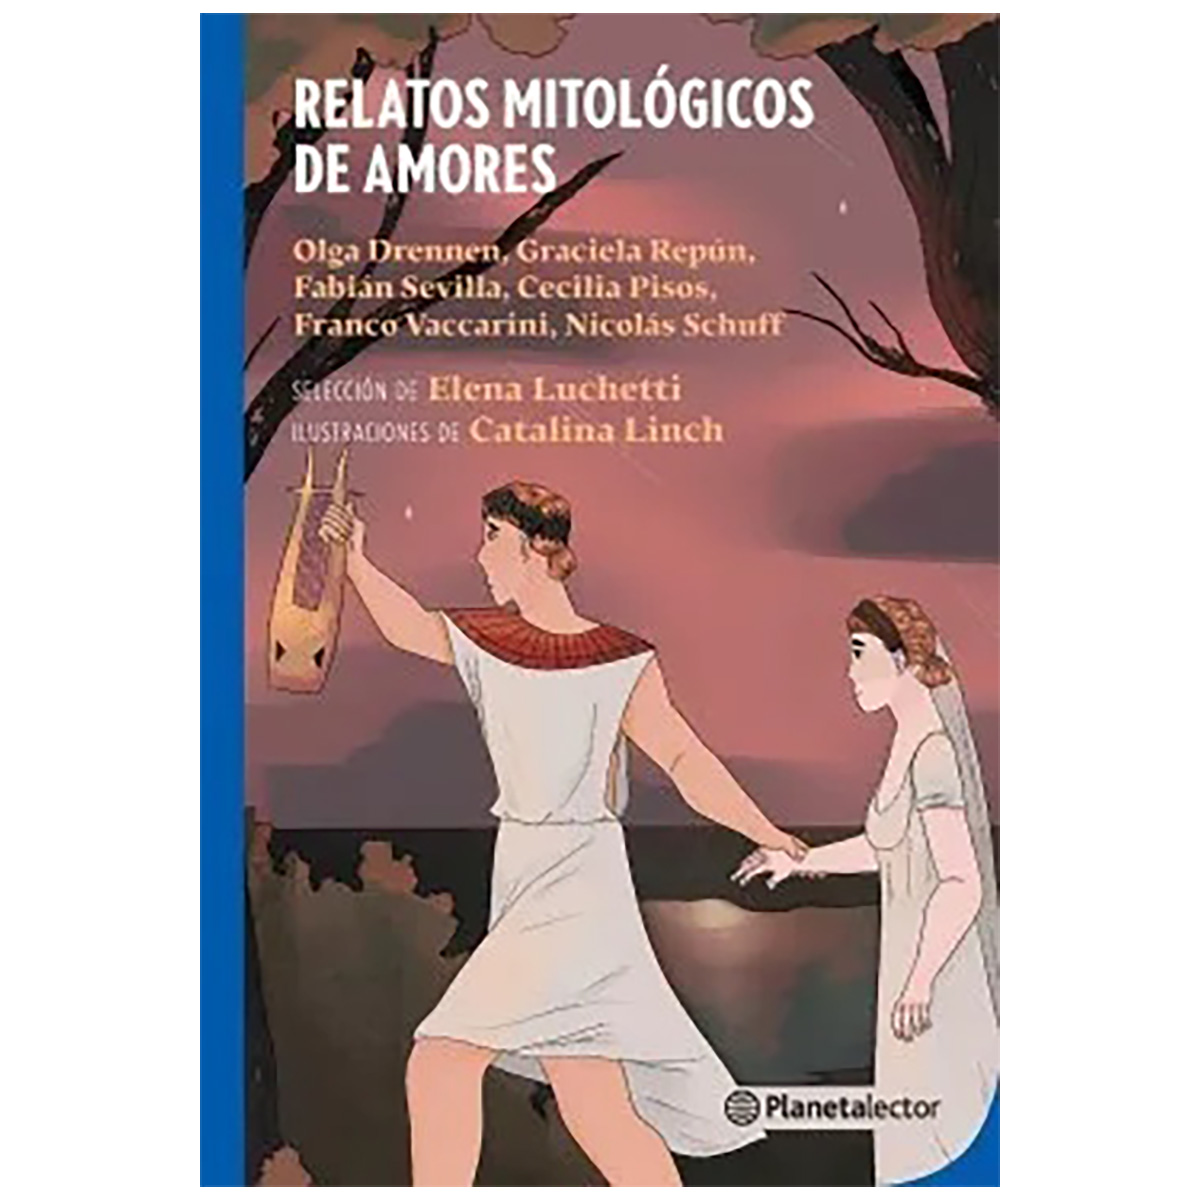 RELATOS MITOLÓGICOS
DE AMORES
Olga Drennen, Graciela Repún,
Fabián Sevilla, Cecilia Pisos,
Franco Vaccarini, Nicolás Schuff
SELECCIÓN DE Elena Luchetti
ILUSTRACIONES DE Catalina Linch
Planetalector